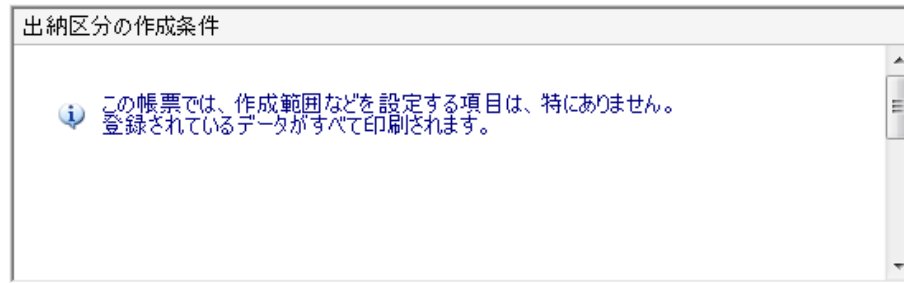 出納区分の作成条件
この帳票では、作成範囲などを設定する項目は、特にありません。
登録されているデータがすべて印刷されます。